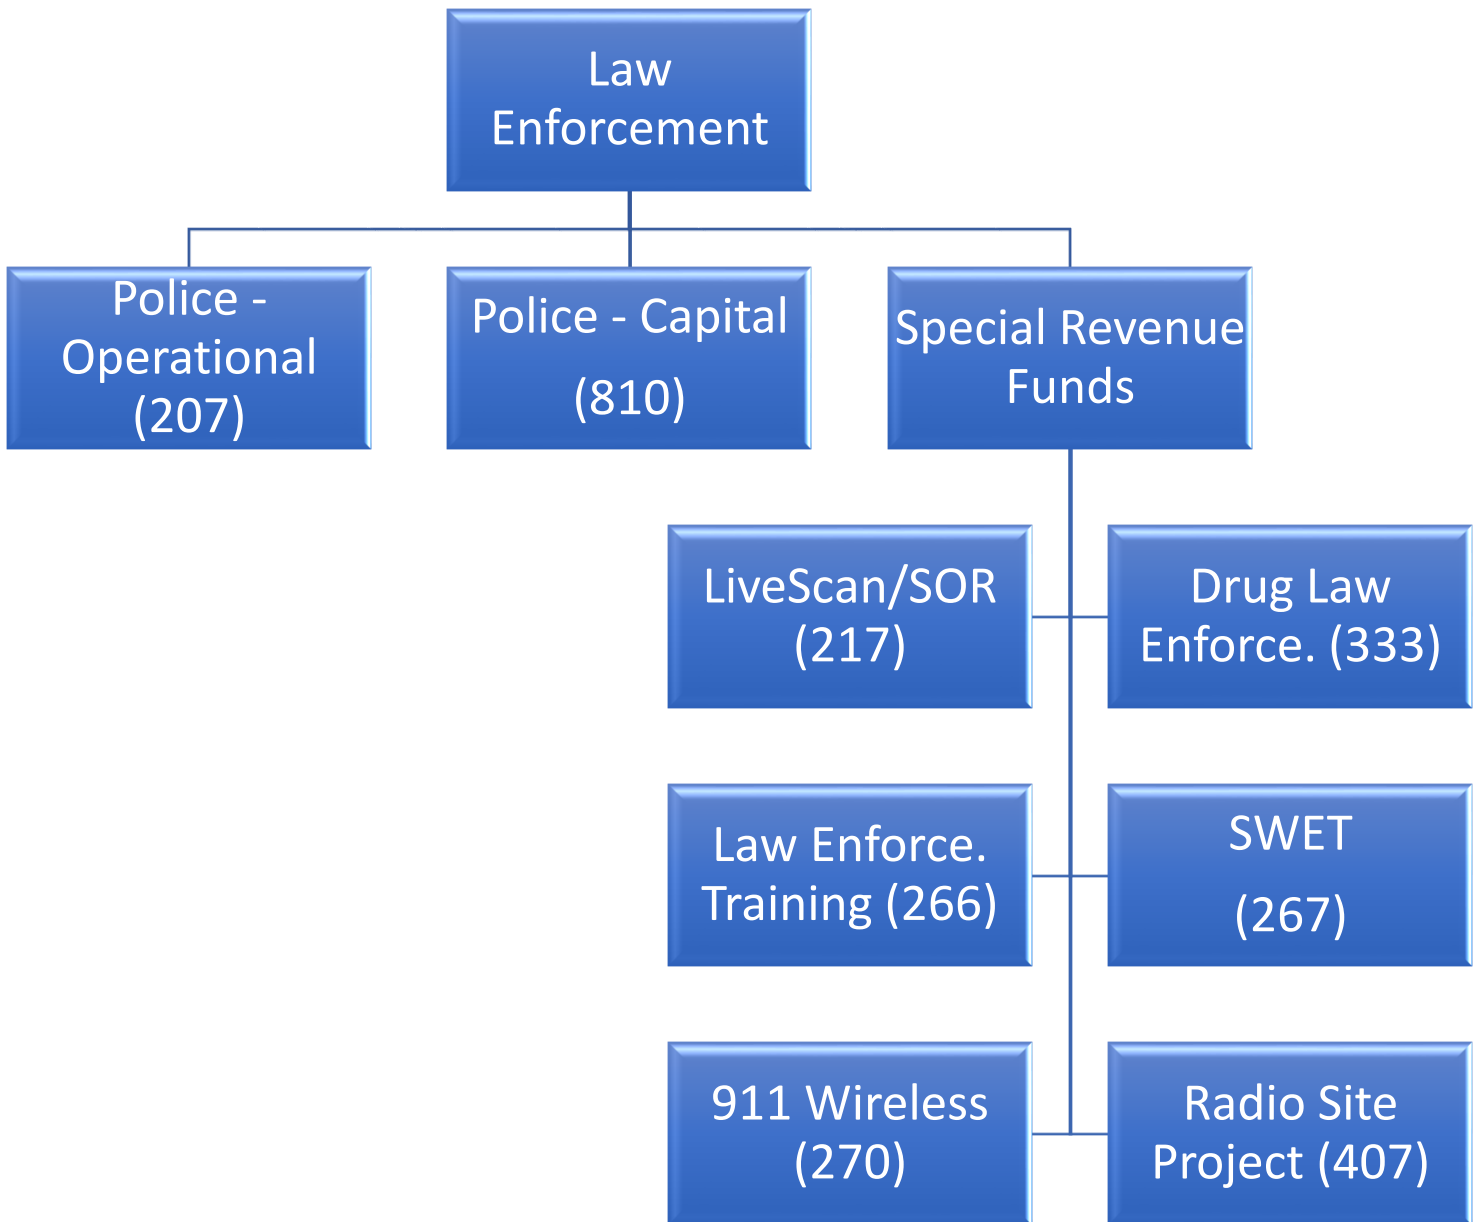 Law
Enforcement
Police -
Operational
(207)
Police - Capital
(810)
Special Revenue
Funds
LiveScan/SOR
(217)
Drug Law
Enforce. (333)
Law Enforce.
Training (266)
SWET
(267)
911 Wireless
(270)
Radio Site
Project (407)